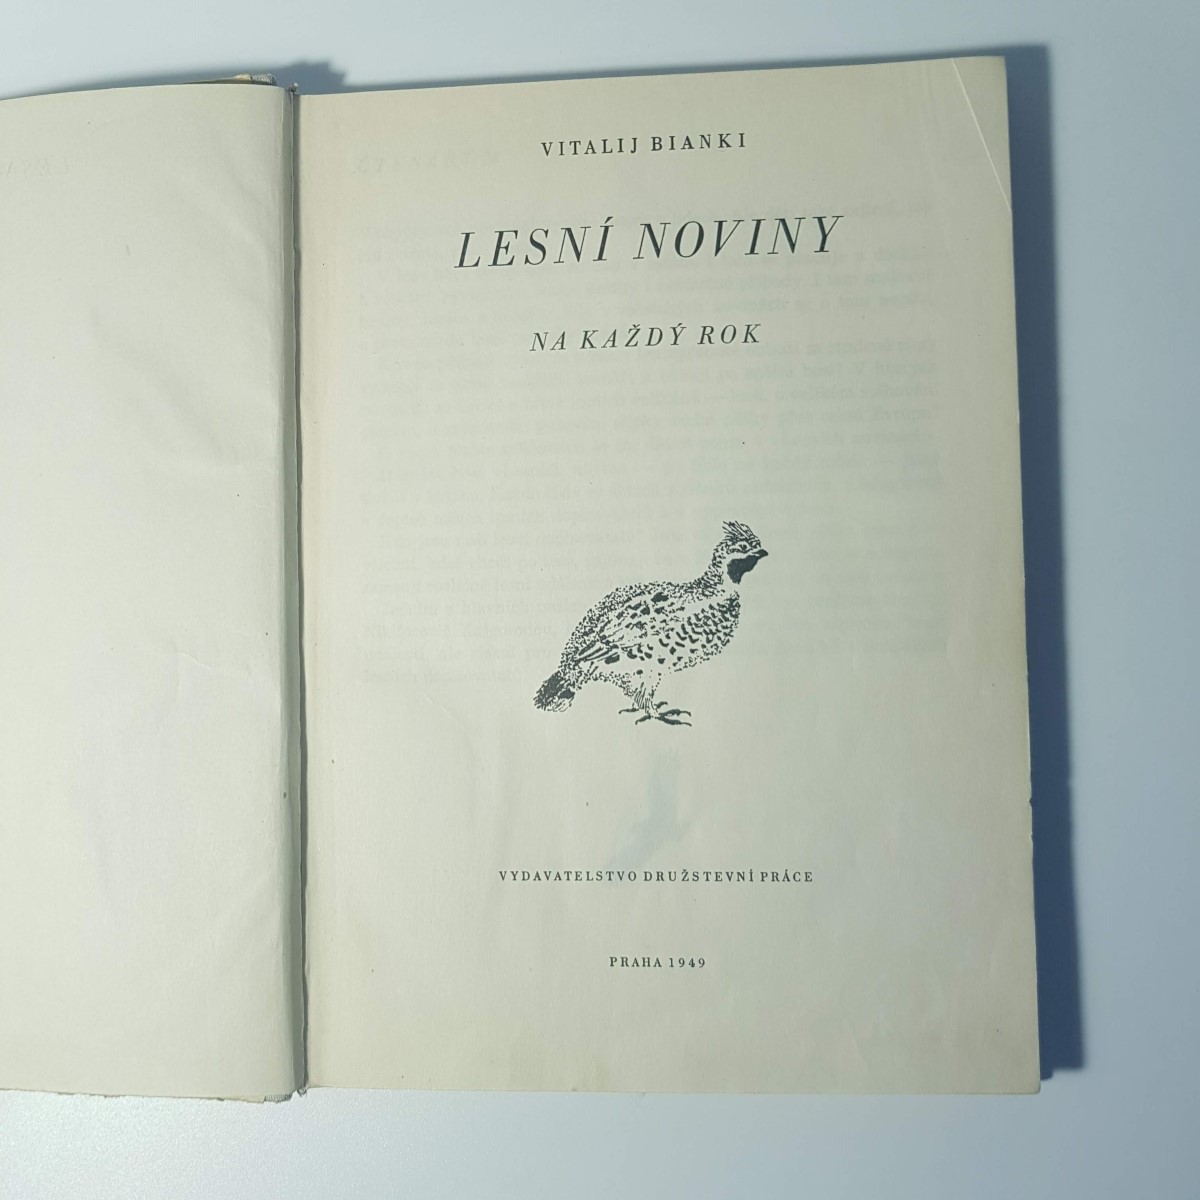 VITALIJ BIANKI
LESNÍ NOVINY
NA KAŽDÝ ROK
VYDAVATELSTVO DRUŽSTEVNÍ PRÁCE
PRAHA 1949